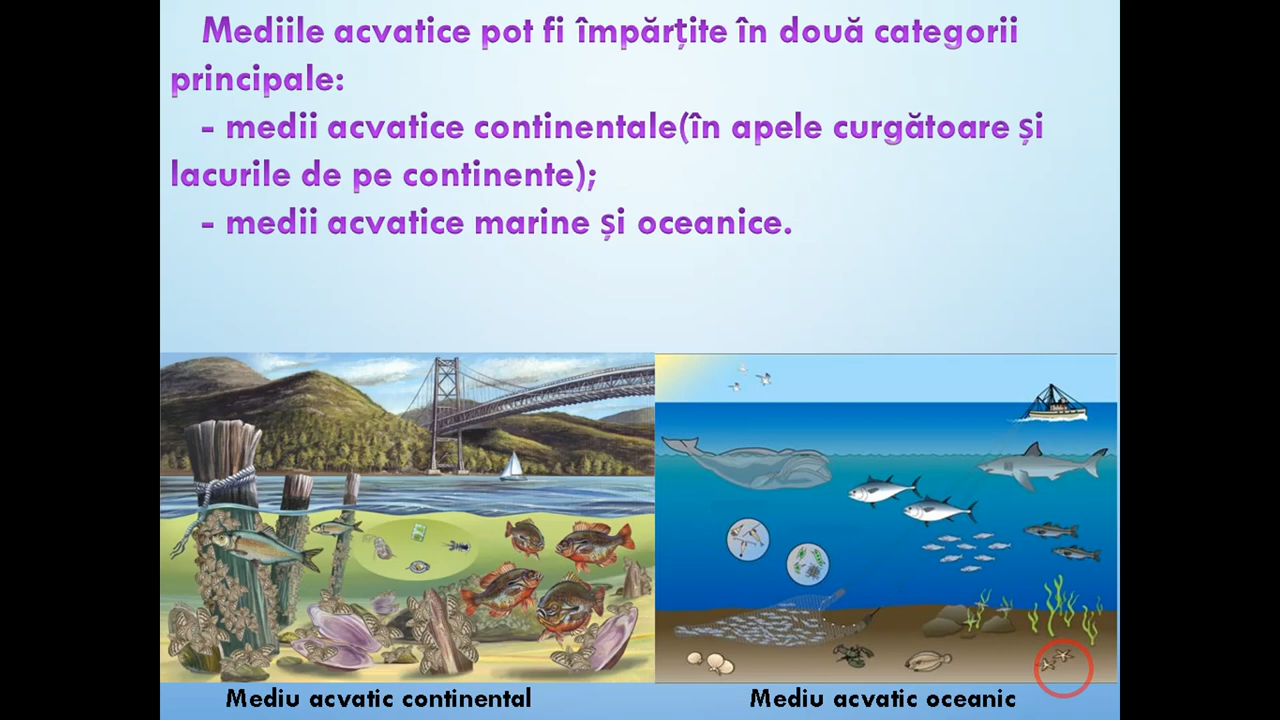 Mediile acvatice pot fi împărțite în două categorii
principale:
- medii acvatice continentale(în apele curgătoare și
lacurile de pe continente);
- medii acvatice marine și oceanice.
Mediu acvatic continental
Mediu acvatic oceanic